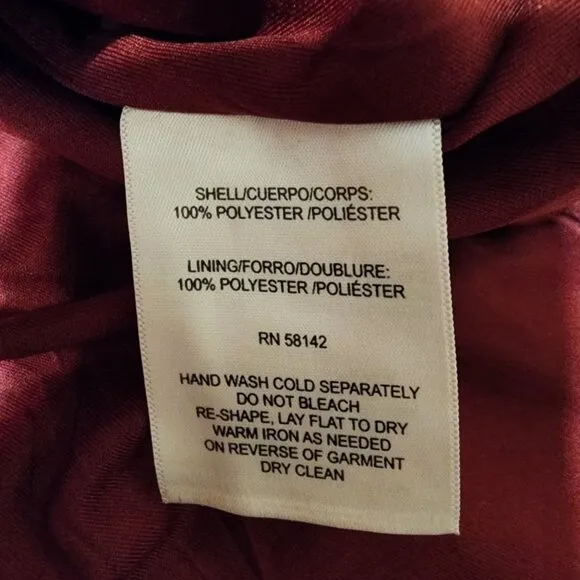 SHELL/CUERPO/CORPS:
100% POLYESTER /POLIÉSTER
LINING/FORRO/DOUBLURE:
100% POLYESTER /POLIÉSTER
RN 58142
HAND WASH COLD SEPARATELY
DO NOT BLEACH
RE-SHAPE, LAY FLAT TO DRY
WARM IRON AS NEEDED
ON REVERSE OF GARMENT
DRY CLEAN